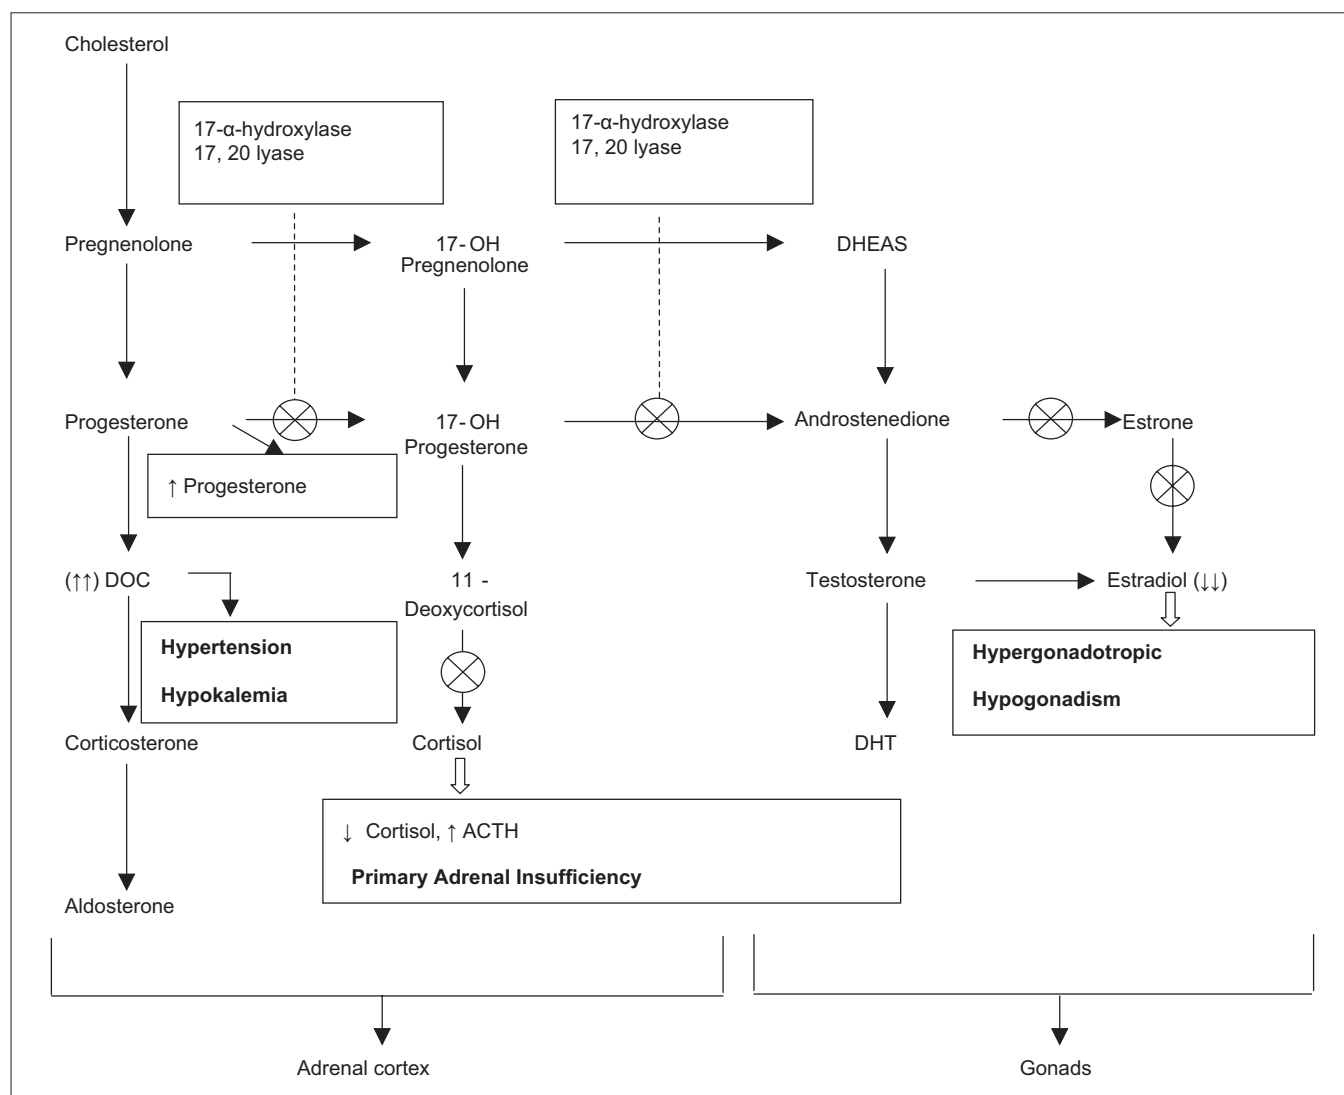 Cholesterol
17-α-hydroxylase
17, 20 lyase
17-α-hydroxylase
17, 20 lyase
Pregnenolone
17- OH
Pregnenolone
DHEAS
Progesterone
17- OH
Progesterone
Androstenedione
Estrone
↑ Progesterone
(↑↑) DOC
11 -
Deoxycortisol
Testosterone
Estradiol (↓↓)
Hypertension
Hypokalemia
Hypergonadotropic
Hypogonadism
Corticosterone
Cortisol
DHT
↓ Cortisol, ↑ ACTH
Primary Adrenal Insufficiency
Aldosterone
Adrenal cortex
Gonads